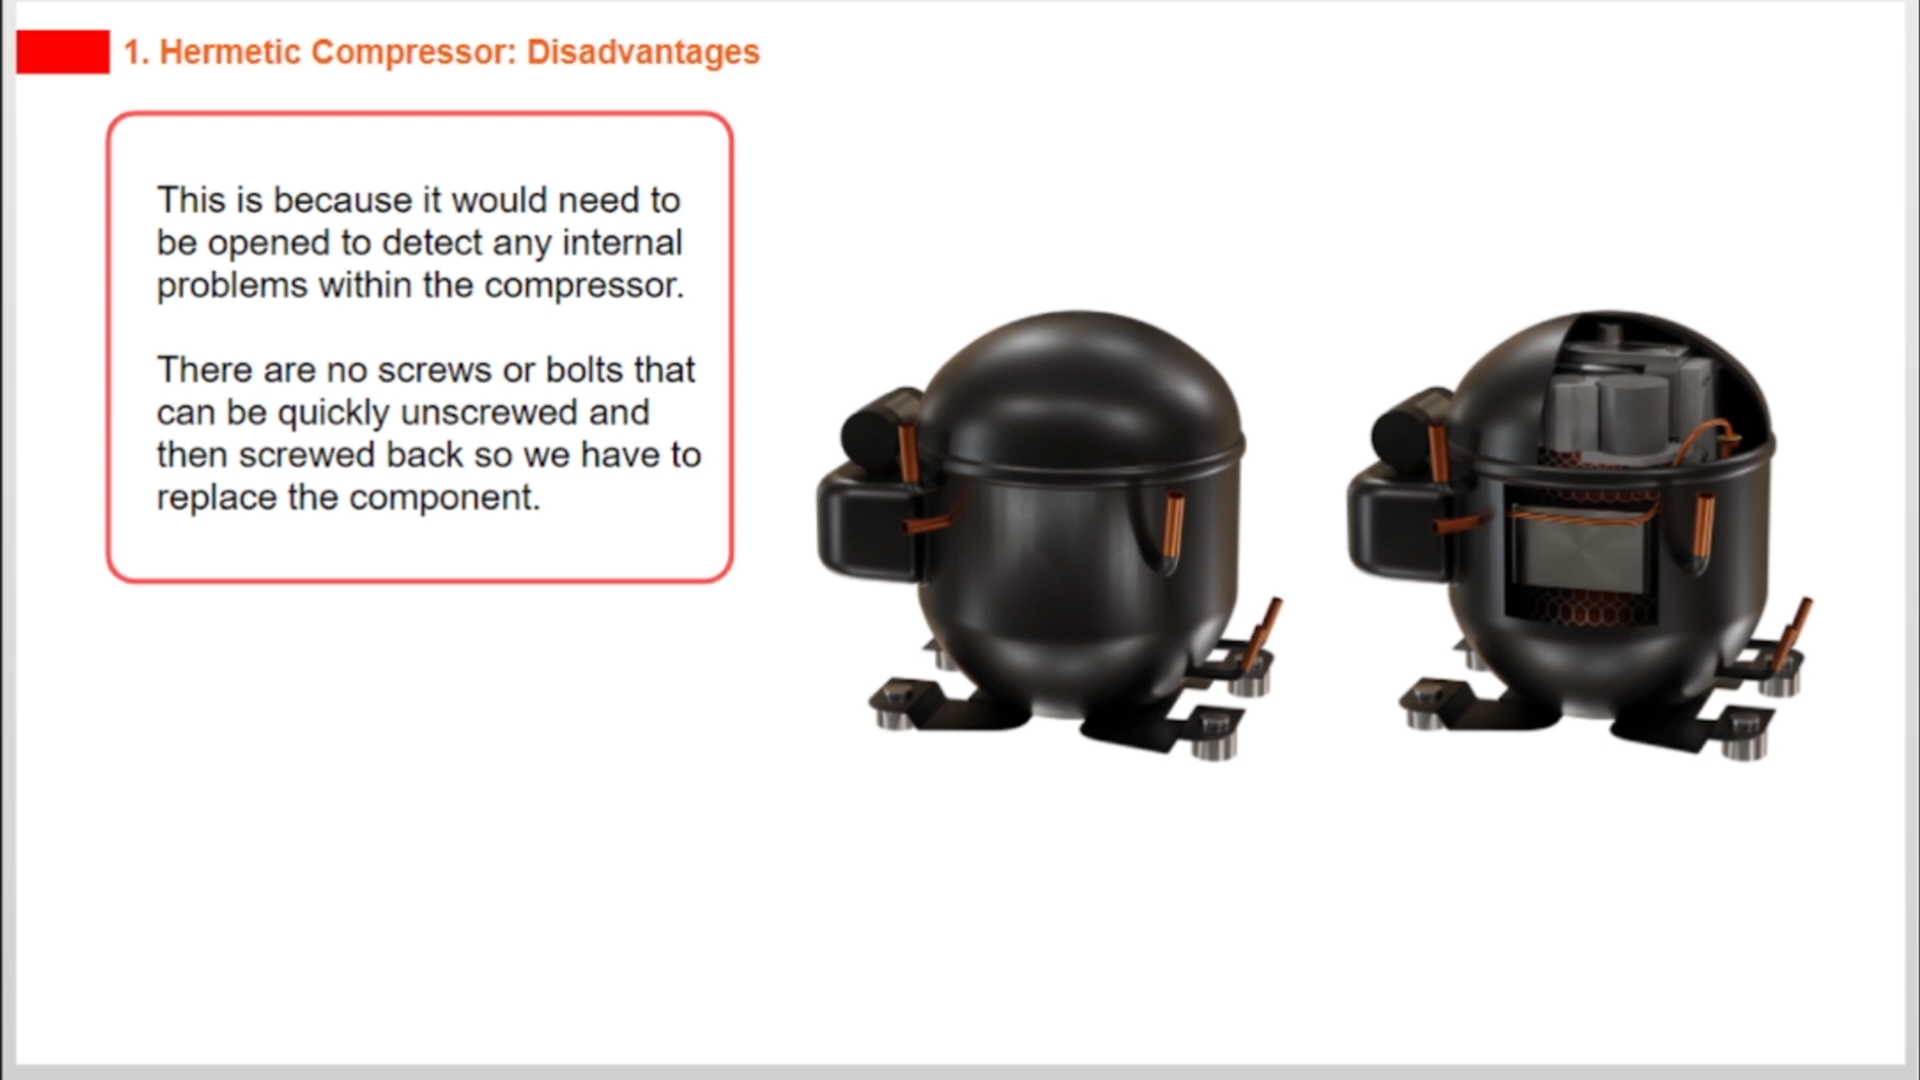 1. Hermetic Compressor: Disadvantages
This is because it would need to
be opened to detect any internal
problems within the compressor.
There are no screws or bolts that
can be quickly unscrewed and
then screwed back so we have to
replace the component.